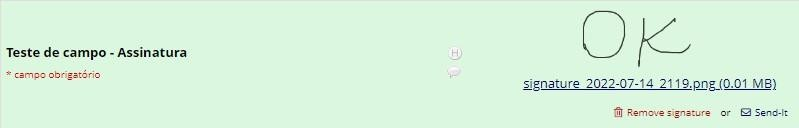 OK
Teste de campo - Assinatura
H
* campo obrigatório
signature_2022-07-14_2119.png (0.01 MB)
Remove signature or Send-It